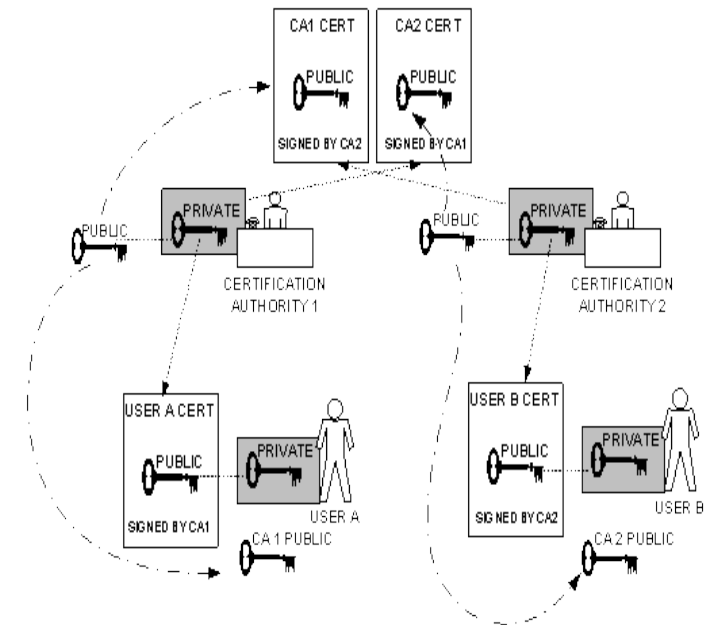 CA1 CERT
PUBLIC
SIGNED BY CA2
CA2 CERT
PUBLIC
SIGNED BY CA1
PUBLIC
PRIVATE
CERTIFICATION
AUTHORITY 1
PUBLIC
PRIVATE
CERTIFICATION
AUTHORITY 2
USER A CERT
PUBLIC
SIGNED BY CA1
PRIVATE
USER A
CA 1 PUBLIC
USER B CERT
PUBLIC
SIGNED BY CA2
PRIVATE
USER B
CA 2 PUBLIC